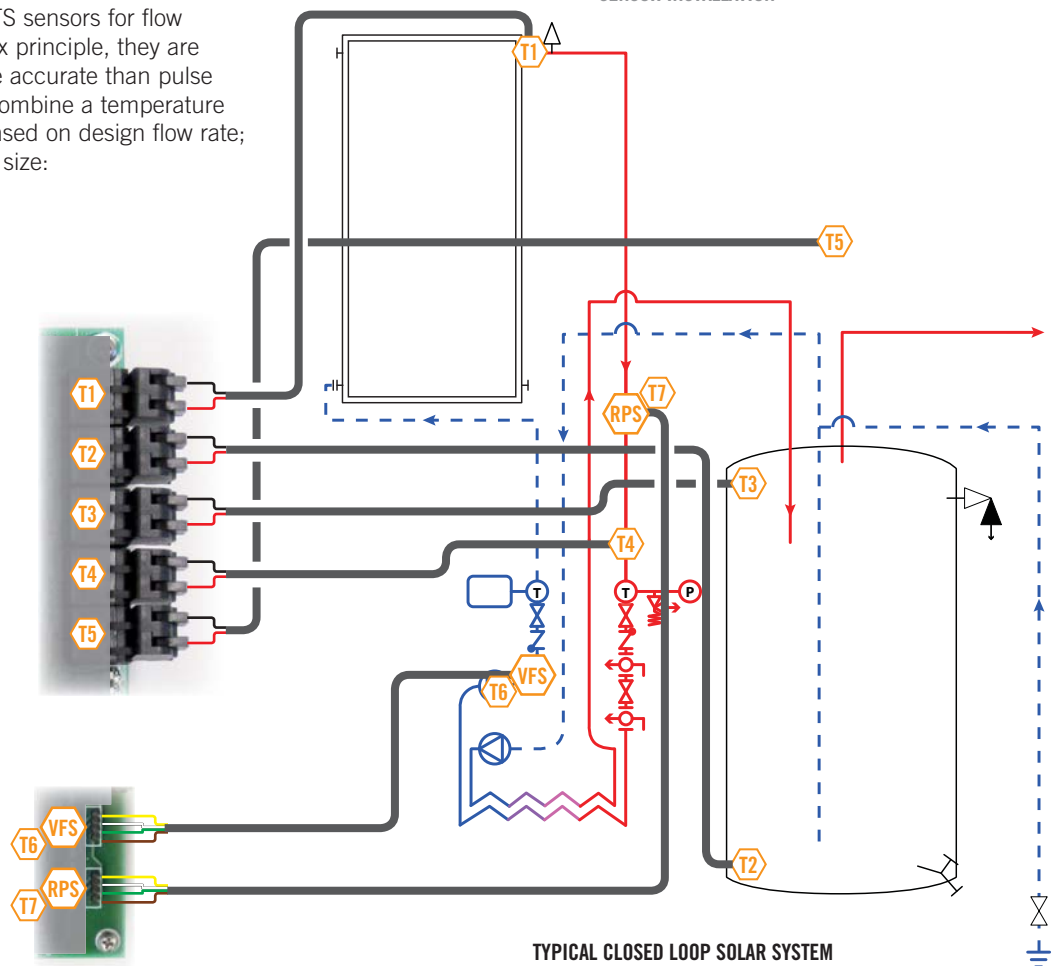 TS sensors for flow
x principle, they are
e accurate than pulse
ombine a temperature
ased on design flow rate;
size:
T1
T5
T1
T7
RPS
T2
T3
T3
T4
T4
T
T
P
T5
T6
VFS
VFS
T6
RPS
T7
T2
TYPICAL CLOSED LOOP SOLAR SYSTEM